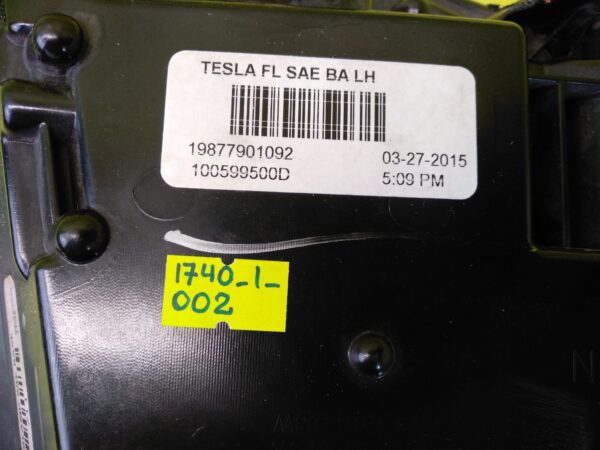 TESLA FL SAE BA LH
19877901092
03-27-2015
100599500D
5:09 PM
1740_1_
002